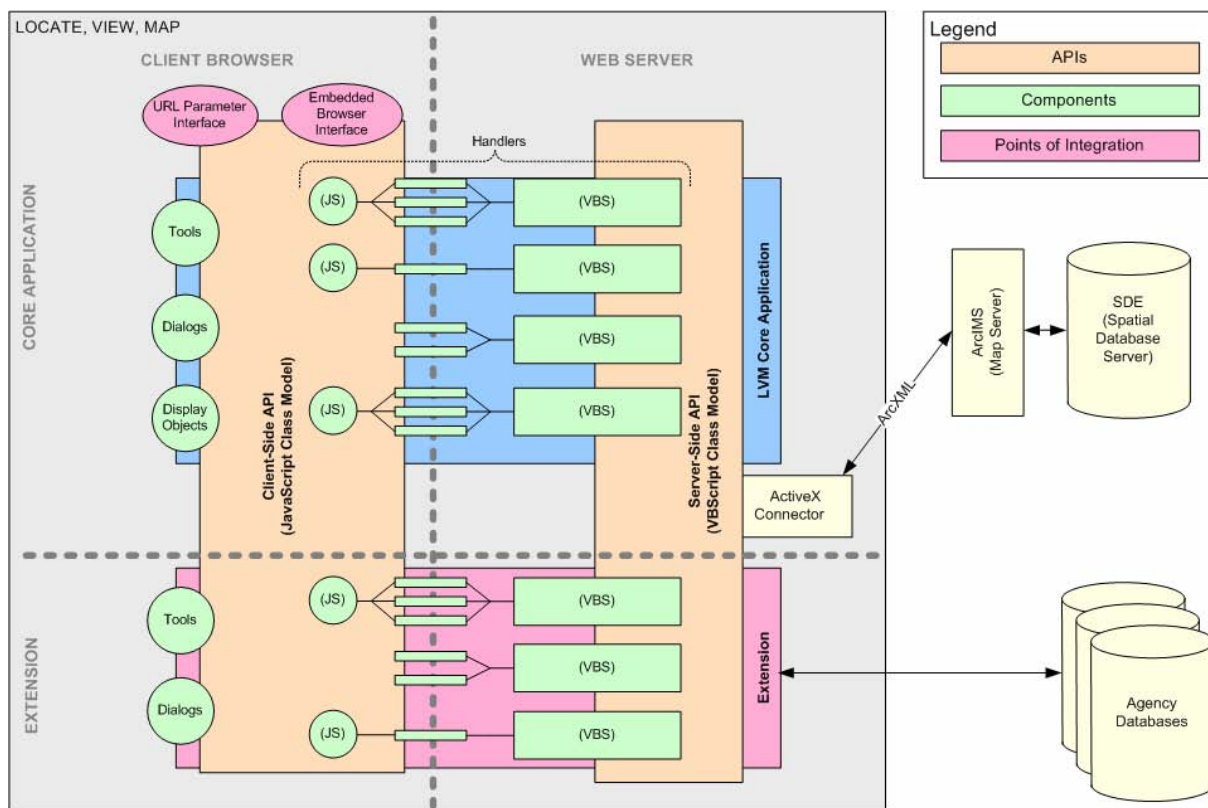 LOCATE, VIEW, MAP
CLIENT BROWSER
WEB SERVER
Legend
APIs
Components
Points of Integration
URL Parameter
Interface
Embedded
Browser
Interface
Handlers
CORE APPLICATION
Tools
Dialogs
Display
Objects
(JS)
(VBS)
(JS)
(VBS)
(VBS)
(JS)
(VBS)
Client-Side API
(JavaScript Class Model)
Server-Side API
(VBScript Class Model)
LVM Core Application
ActiveX
Connector
ArcXML
ArcIMS
(Map Server)
SDE
(Spatial
Database
Server)
EXTENSION
Tools
Dialogs
(JS)
(VBS)
(VBS)
(JS)
(VBS)
Extension
Agency
Databases